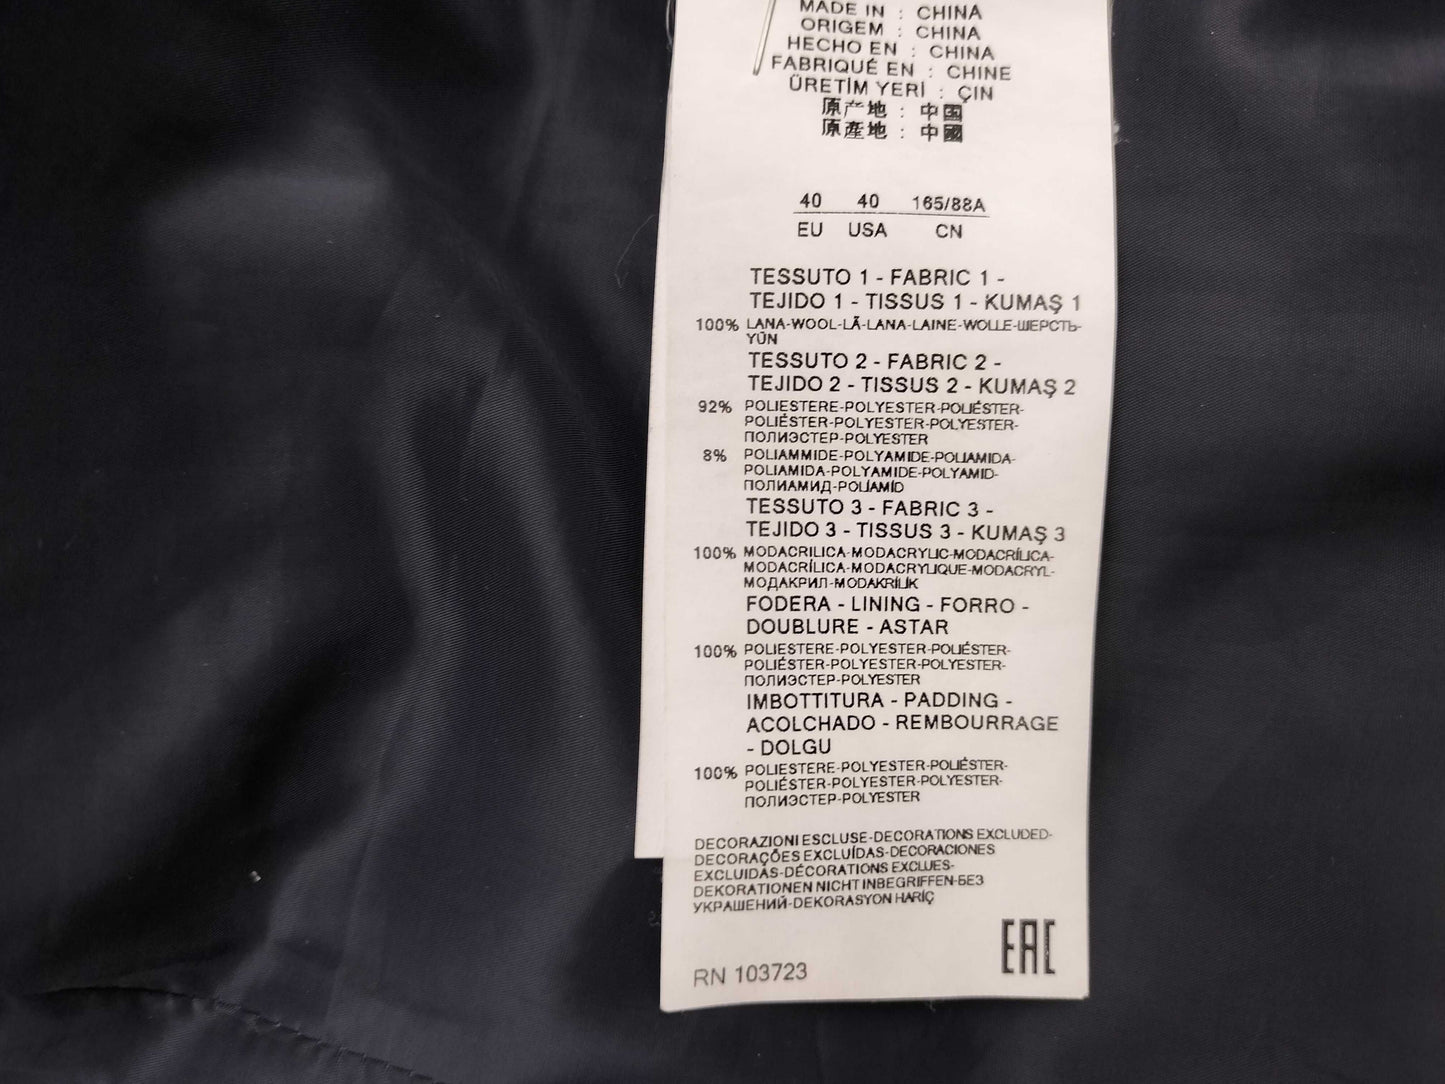 MADE IN : CHINA
ORIGEM : CHINA
HECHO EN : CHINA
FABRIQUÉ EN : CHINE
ÜRETİM YERİ : ÇIN
原产地 : 中国
原產地 : 中國
40 40 165/88A
EU USA CN
TESSUTO 1 - FABRIC 1 -
TEJIDO 1 - TISSUS 1 - KUMAŞ 1
100% LANA-WOOL-LÃ-LANA-LAINE-WOLLE-ШЕРСТЬ-
YÜN
TESSUTO 2 - FABRIC 2 -
TEJIDO 2 - TISSUS 2 - KUMAŞ 2
92% POLIESTERE-POLYESTER-POLIÉSTER-
POLIÉSTER-POLYESTER-POLYESTER-
ПОЛИЭСТЕР-POLYESTER
8% POLIAMMIDE-POLYAMIDE-POLIAMIDA-
POLIAMIDA-POLYAMIDE-POLYAMID-
ПОЛИАМИД-POLÍAMÍD
TESSUTO 3 - FABRIC 3 -
TEJIDO 3 - TISSUS 3 - KUMAŞ 3
100% MODACRILICA-MODACRYLIC-MODACRÍLICA-
MODACRÍLICA-MODACRYLIQUE-MODACRYL-
МОДАКРИЛ-MODAKRİLİK
FODERA - LINING - FORRO -
DOUBLURE - ASTAR
100% POLIESTERE-POLYESTER-POLIÉSTER-
POLIÉSTER-POLYESTER-POLYESTER-
ПОЛИЭСТЕР-POLYESTER
IMBOTTITURA - PADDING -
ACOLCHADO - REMBOURRAGE
- DOLGU
100% POLIESTERE-POLYESTER-POLIÉSTER-
POLIÉSTER-POLYESTER-POLYESTER-
ПОЛИЭСТЕР-POLYESTER
DECORAZIONI ESCLUSE-DECORATIONS EXCLUDED-
DECORAÇÕES EXCLUÍDAS-DECORACIONES
EXCLUIDAS-DÉCORATIONS EXCLUES-
DEKORATIONEN NICHT INBEGRIFFEN-БЕЗ
УКРАШЕНИЙ-DEKORASYON HARİÇ
EAC
RN 103723